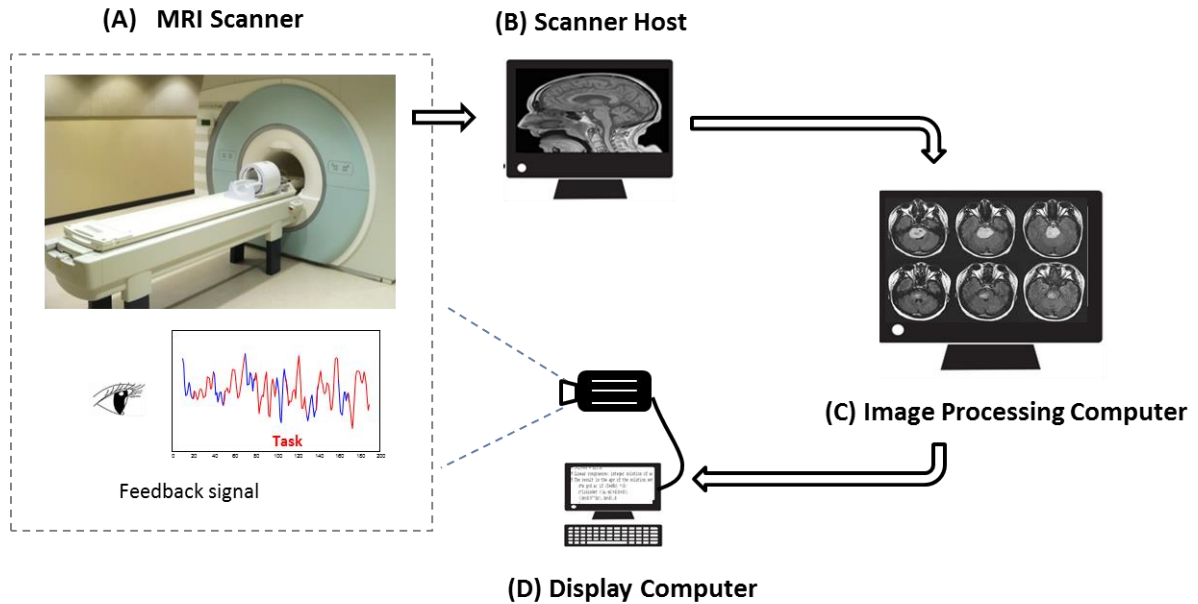 (A) MRI Scanner
(B) Scanner Host
(C) Image Processing Computer
Task
0 20 40 60 80 100 120 140 160 180 200
Feedback signal
(D) Display Computer